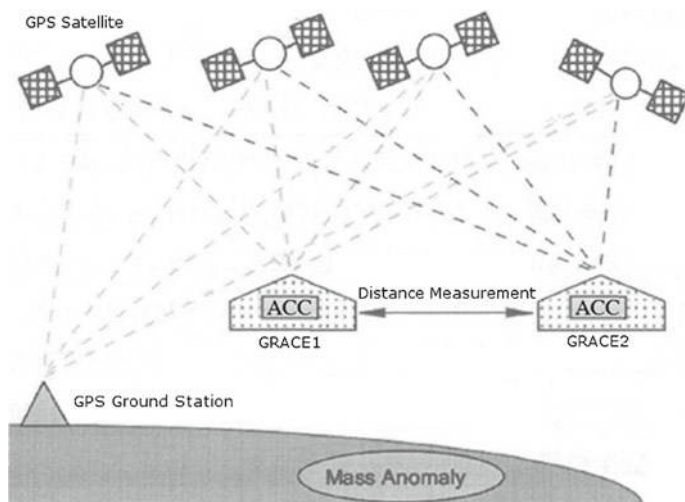 GPS Satellite
Distance Measurement
ACC
ACC
GRACE1
GRACE2
GPS Ground Station
Mass Anomaly